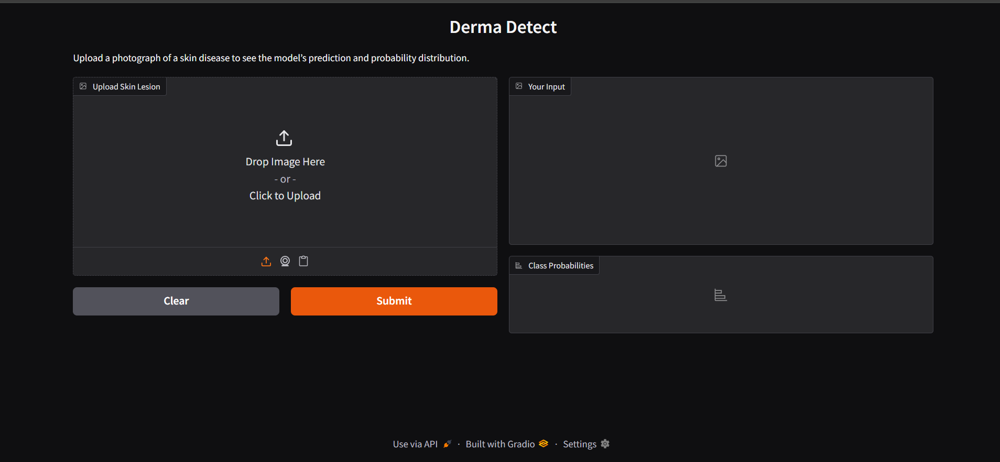 Derma Detect
Upload a photograph of a skin disease to see the model’s prediction and probability distribution.
Upload Skin Lesion
Drop Image Here
- or -
Click to Upload
Clear
Submit
Your Input
Class Probabilities
Use via API · Built with Gradio · Settings